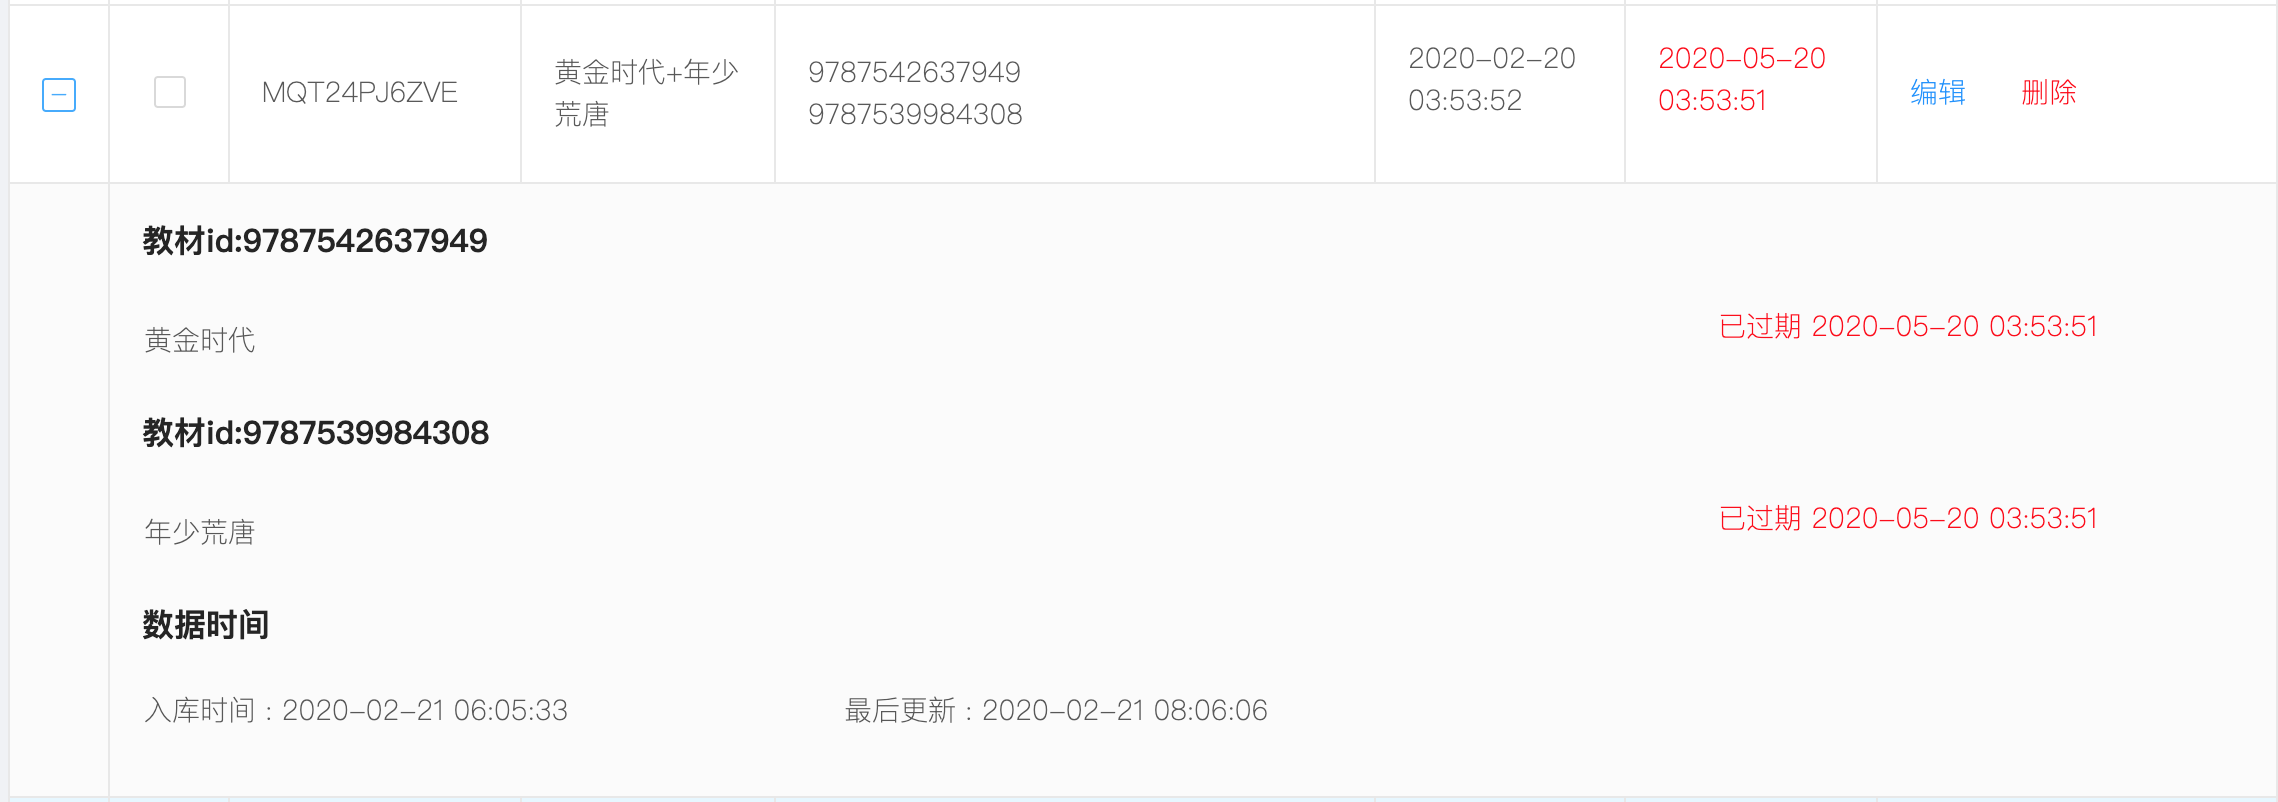 MQT24PJ6ZVE
黄金时代+年少
荒唐
9787542637949
9787539984308
2020-02-20
03:53:52
2020-05-20
03:53:51
编辑 删除
教材id:9787542637949
黄金时代
已过期 2020-05-20 03:53:51
教材id:9787539984308
年少荒唐
已过期 2020-05-20 03:53:51
数据时间
入库时间：2020-02-21 06:05:33
最后更新：2020-02-21 08:06:06